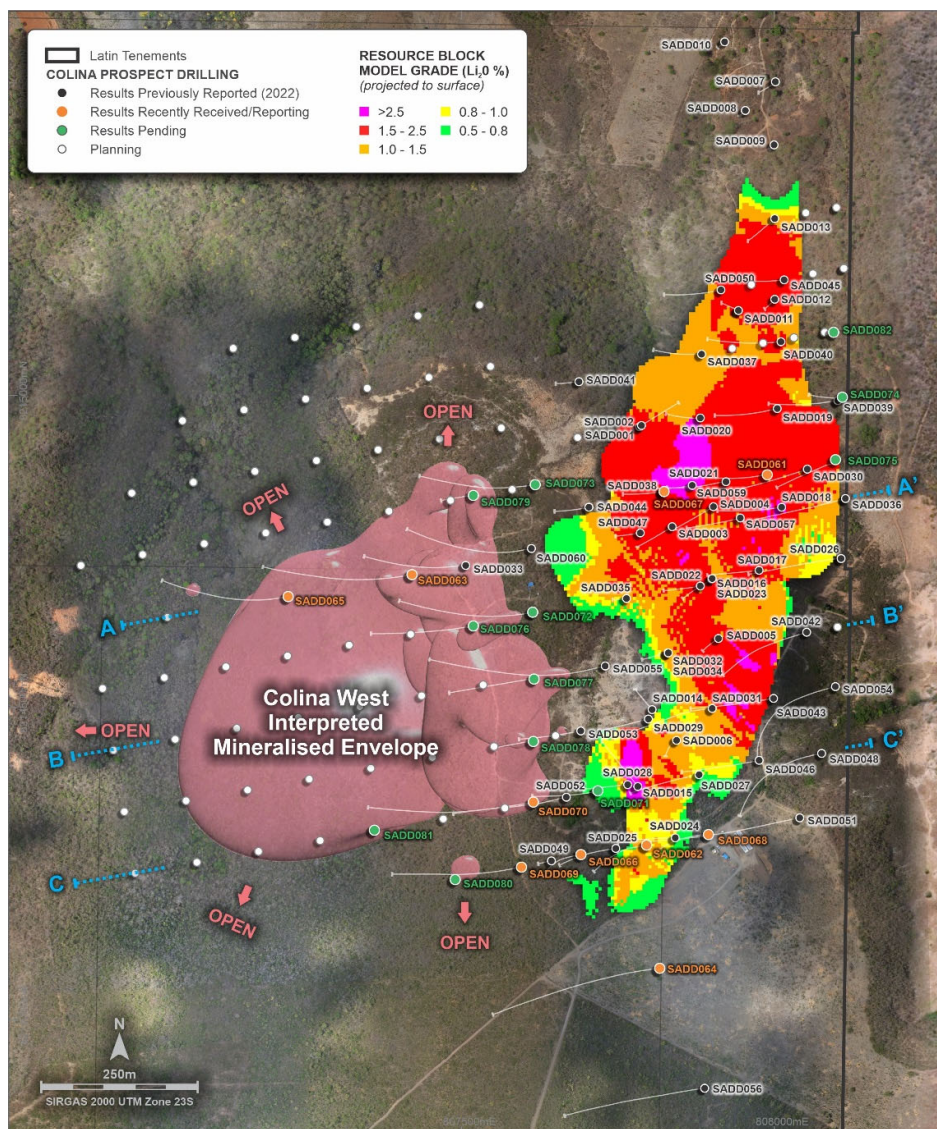 Latin Tenements
COLINA PROSPECT DRILLING
Results Previously Reported (2022)
Results Recently Received/Reporting
Results Pending
Planning
RESOURCE BLOCK
MODEL GRADE (Li₂0 %)
(projected to surface)
>2.5
0.8 - 1.0
1.5 - 2.5
0.5 - 0.8
1.0 - 1.5
SADD010
SADD007
SADD008
SADD009
SADD013
SADD050
SADD045
SADD012
SADD011
SADD082
SADD040
SADD037
SADD041
SADD074
SADD039
OPEN
SADD002
SADD019
SADD001
SADD020
SADD075
SADD021
SADD061
SADD030
SADD073
SADD038
SADD059
A'
OPEN
SADD079
SADD067
SADD004
SADD018
SADD036
SADD044
SADD047
SADD057
SADD003
SADD060
SADD026
SADD033
SADD017
SADD063
SADD022
SADD016
SADD065
SADD035
SADD023
A
SADD072
B'
SADD076
SADD042
SADD005
SADD032
SADD055
SADD034
SADD077
SADD054
Colina West
Interpreted
Mineralised Envelope
SADD014
SADD031
SADD043
OPEN
SADD029
SADD053
SADD006
C'
B
SADD078
SADD048
SADD046
SADD028
SADD052
SADD027
SADD015
SADD071
SADD070
SADD051
SADD081
SADD024
SADD068
SADD025
SADD062
SADD049
SADD066
C
SADD069
SADD080
OPEN
OPEN
SADD064
N
250m
SADD056
SIRGAS 2000 UTM Zone 23S
807500mE
808000mE